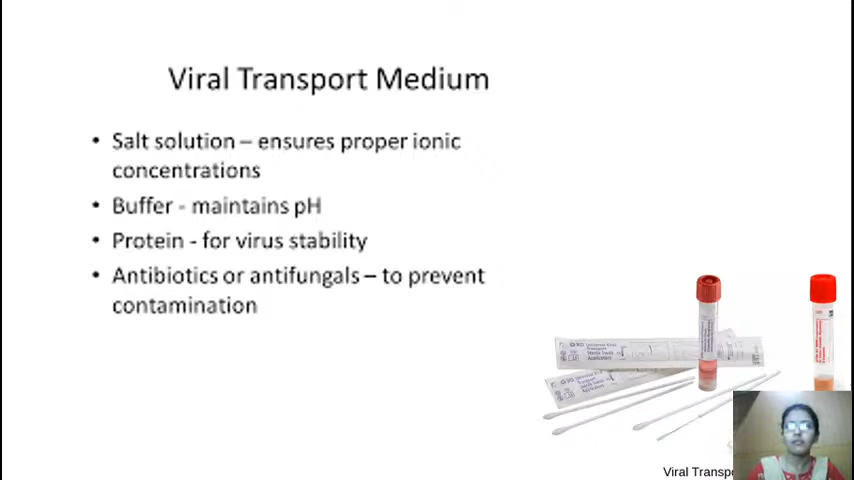 Viral Transport Medium
• Salt solution – ensures proper ionic
concentrations
• Buffer - maintains pH
• Protein - for virus stability
• Antibiotics or antifungals – to prevent
contamination
Viral Transp